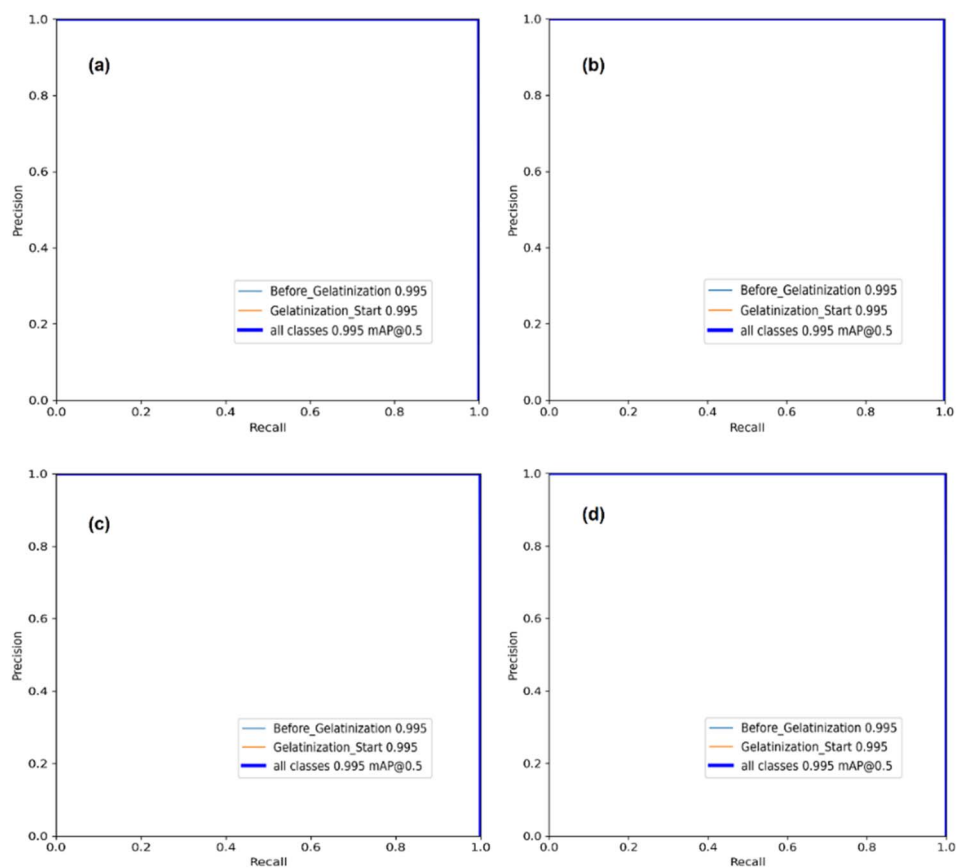 (a)
1.0
0.8
0.6
0.4
0.2
0.0
Precision
Before_Gelatinization 0.995
Gelatinization_Start 0.995
all classes 0.995 mAP@0.5
0.0 0.2 0.4 0.6 0.8 1.0
Recall
(b)
1.0
0.8
0.6
0.4
0.2
0.0
Precision
Before_Gelatinization 0.995
Gelatinization_Start 0.995
all classes 0.995 mAP@0.5
0.0 0.2 0.4 0.6 0.8 1.0
Recall
(c)
1.0
0.8
0.6
0.4
0.2
0.0
Precision
Before_Gelatinization 0.995
Gelatinization_Start 0.995
all classes 0.995 mAP@0.5
0.0 0.2 0.4 0.6 0.8 1.0
Recall
(d)
1.0
0.8
0.6
0.4
0.2
0.0
Precision
Before_Gelatinization 0.995
Gelatinization_Start 0.995
all classes 0.995 mAP@0.5
0.0 0.2 0.4 0.6 0.8 1.0
Recall